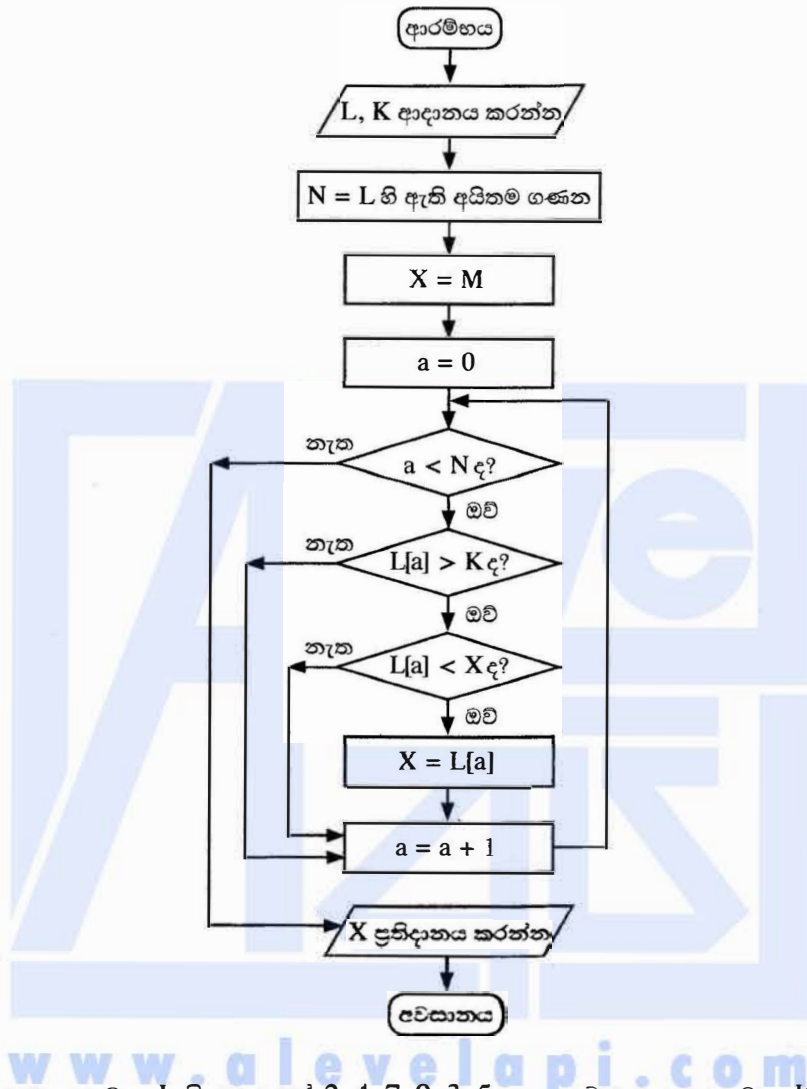 ආරම්භය
L, K ආදානය කරන්න
N = L හි ඇති අයිතම ගණන
X = M
a = 0
නැත
a < N ද?
ඔව්
නැත
L[a] > K ද?
ඔව්
නැත
L[a] < X ද?
ඔව්
X = L[a]
a = a + 1
X ප්‍රතිදානය කරන්න
අවසානය
www.alevelapi.com